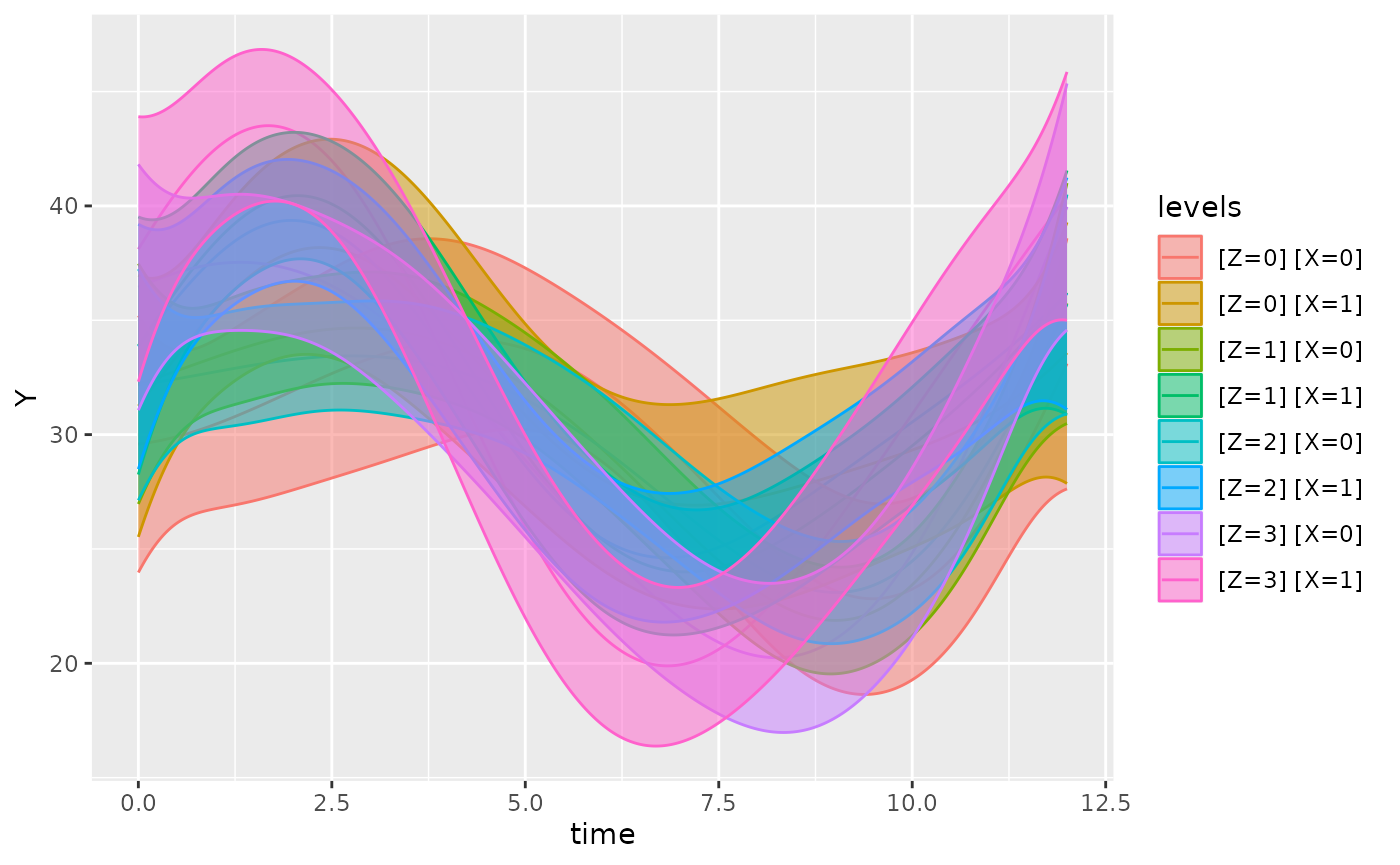 Y
40
30
20
0.0 2.5 5.0 7.5 10.0 12.5
time
levels
[Z=0] [X=0]
[Z=0] [X=1]
[Z=1] [X=0]
[Z=1] [X=1]
[Z=2] [X=0]
[Z=2] [X=1]
[Z=3] [X=0]
[Z=3] [X=1]